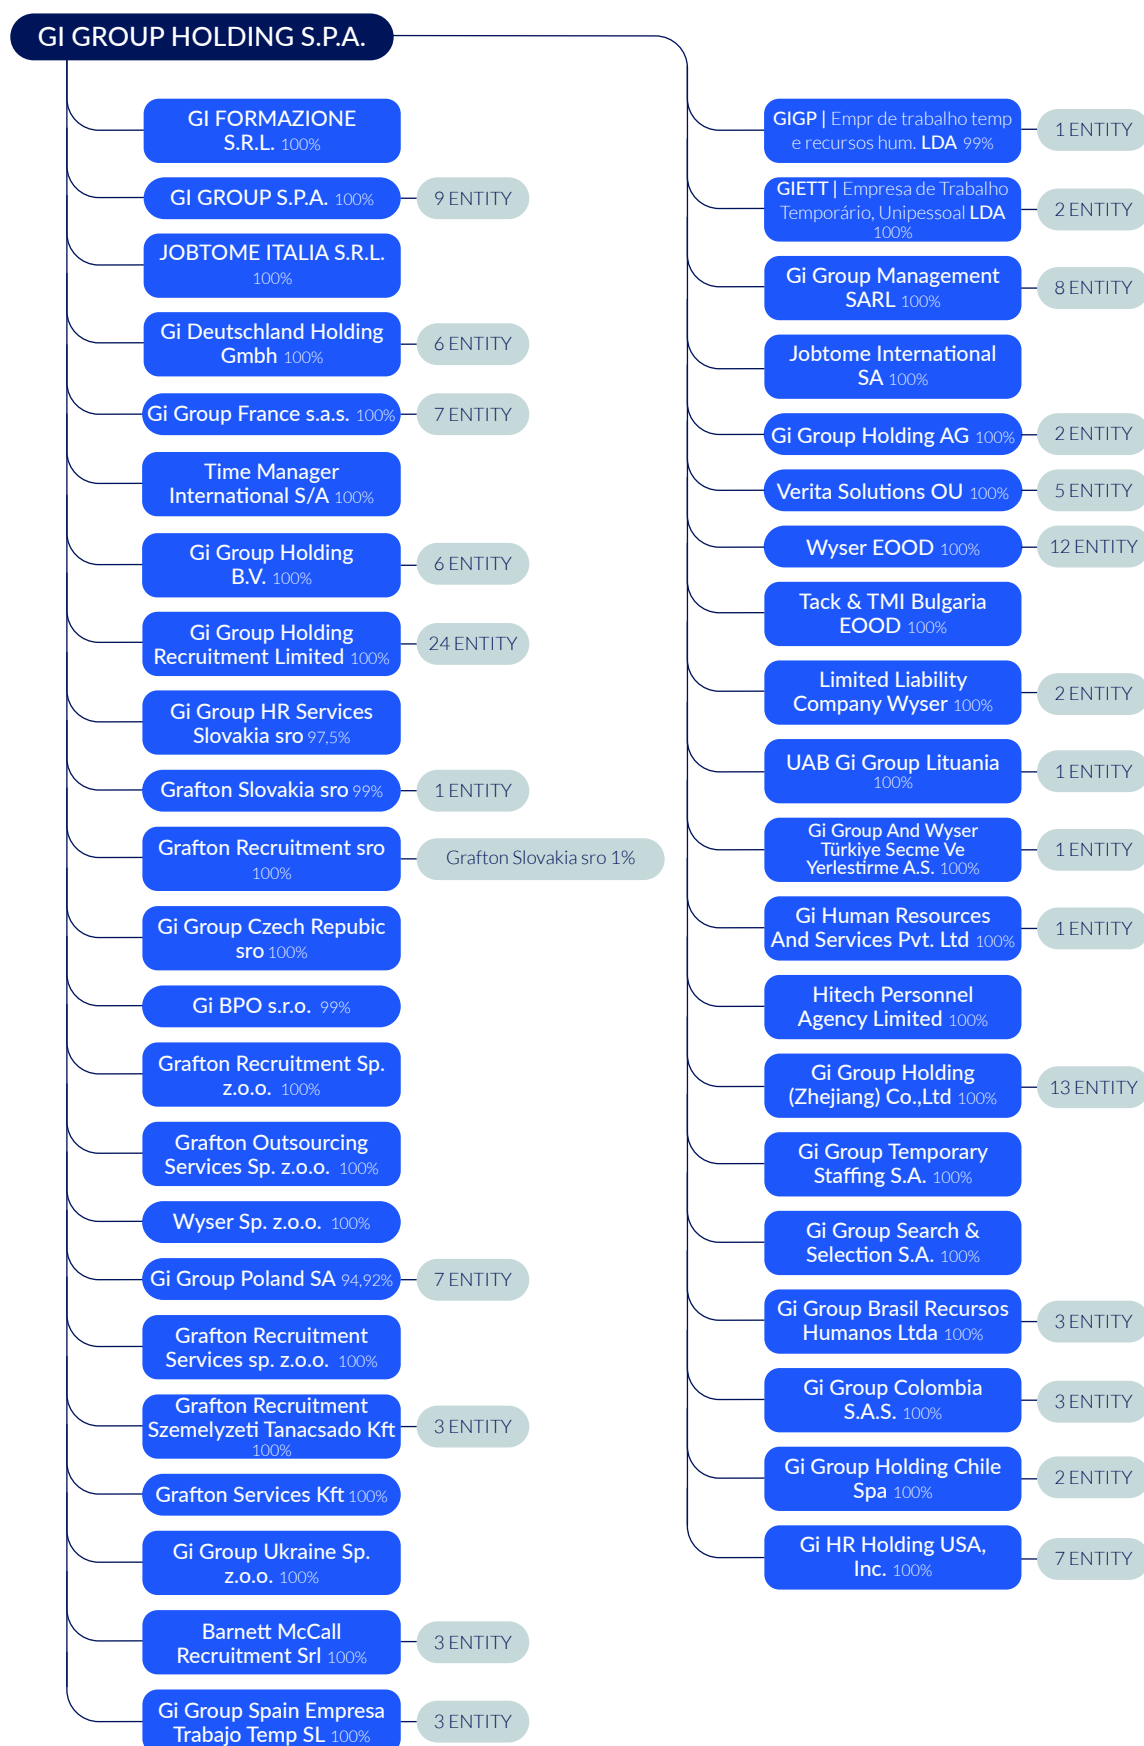 GI GROUP HOLDING S.P.A.
GI FORMAZIONE
S.R.L. 100%
GI GROUP S.P.A. 100%
9 ENTITY
JOBTOME ITALIA S.R.L.
100%
Gi Deutschland Holding
Gmbh 100%
6 ENTITY
Gi Group France s.a.s. 100%
7 ENTITY
Time Manager
International S/A 100%
Gi Group Holding
B.V. 100%
6 ENTITY
Gi Group Holding
Recruitment Limited 100%
24 ENTITY
Gi Group HR Services
Slovakia sro 97,5%
Grafton Slovakia sro 99%
1 ENTITY
Grafton Recruitment sro
100%
Grafton Slovakia sro 1%
Gi Group Czech Repubic
sro 100%
Gi BPO s.r.o. 99%
Grafton Recruitment Sp.
z.o.o. 100%
Grafton Outsourcing
Services Sp. z.o.o. 100%
Wyser Sp. z.o.o. 100%
Gi Group Poland SA 94,92%
7 ENTITY
Grafton Recruitment
Services sp. z.o.o. 100%
Grafton Recruitment
Szemelyzeti Tanacsado Kft
100%
3 ENTITY
Grafton Services Kft 100%
Gi Group Ukraine Sp.
z.o.o. 100%
Barnett McCall
Recruitment Srl 100%
3 ENTITY
Gi Group Spain Empresa
Trabajo Temp SL 100%
3 ENTITY
GIGP | Empr de trabalho temp
e recursos hum. LDA 99%
1 ENTITY
GIETT | Empresa de Trabalho
Temporário, Unipessoal LDA
100%
2 ENTITY
Gi Group Management
SARL 100%
8 ENTITY
Jobtome International
SA 100%
Gi Group Holding AG 100%
2 ENTITY
Verita Solutions OU 100%
5 ENTITY
Wyser EOOD 100%
12 ENTITY
Tack & TMI Bulgaria
EOOD 100%
Limited Liability
Company Wyser 100%
2 ENTITY
UAB Gi Group Lituania
100%
1 ENTITY
Gi Group And Wyser
Türkiye Secme Ve
Yerlestirme A.S. 100%
1 ENTITY
Gi Human Resources
And Services Pvt. Ltd 100%
1 ENTITY
Hitech Personnel
Agency Limited 100%
Gi Group Holding
(Zhejiang) Co.,Ltd 100%
13 ENTITY
Gi Group Temporary
Staffing S.A. 100%
Gi Group Search &
Selection S.A. 100%
Gi Group Brasil Recursos
Humanos Ltda 100%
3 ENTITY
Gi Group Colombia
S.A.S. 100%
3 ENTITY
Gi Group Holding Chile
Spa 100%
2 ENTITY
Gi HR Holding USA,
Inc. 100%
7 ENTITY